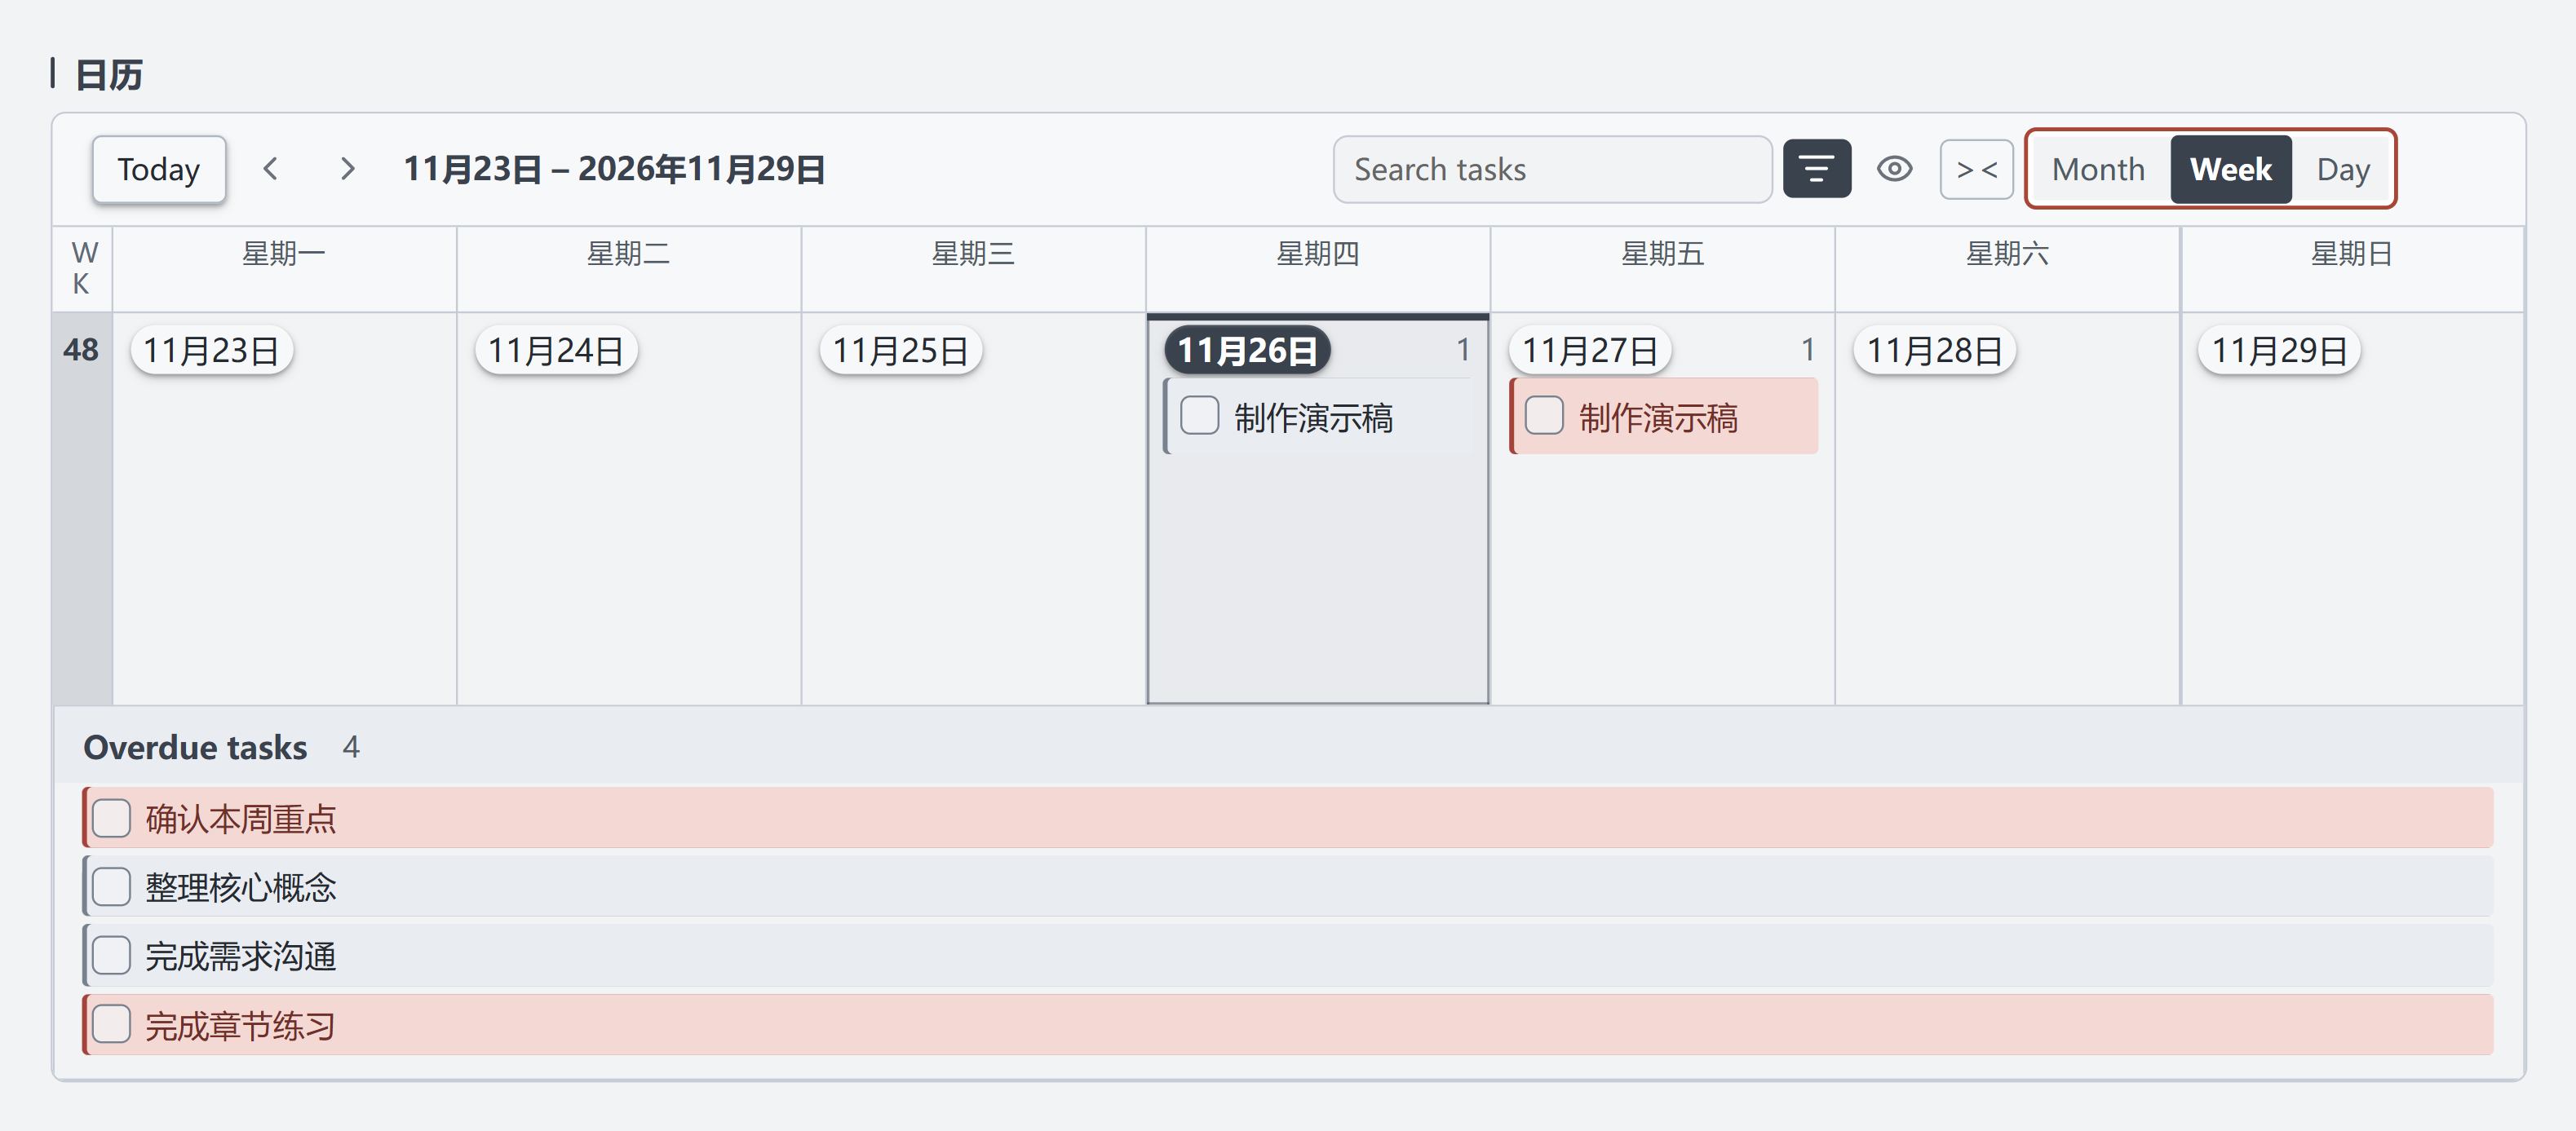 日历
Today
11月23日 – 2026年11月29日
Search tasks
> <
Month Week Day
WK 星期一 星期二 星期三 星期四 星期五 星期六 星期日
48 11月23日 11月24日 11月25日 11月26日 1 11月27日 1 11月28日 11月29日
制作演示稿 制作演示稿
Overdue tasks 4
确认本周重点
整理核心概念
完成需求沟通
完成章节练习